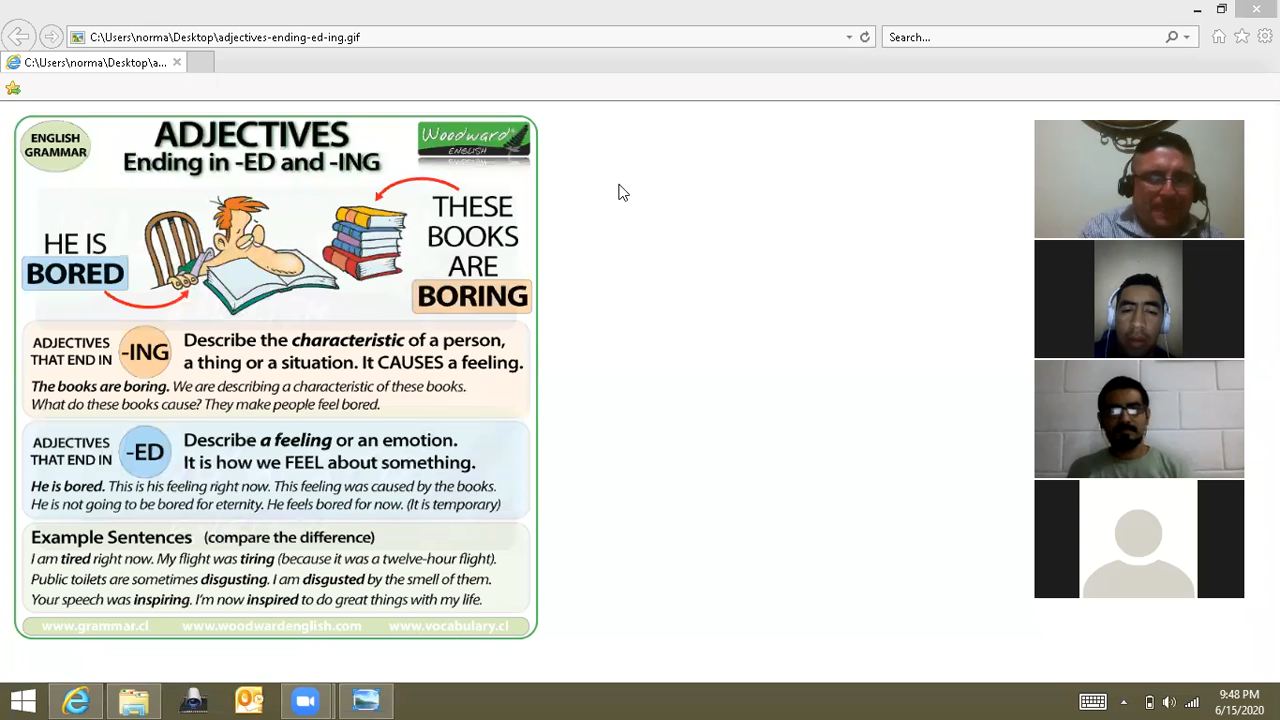 C:\Users\norma\Desktop\adjectives-ending-ed-ing.gif
Search...
C:\Users\norma\Desktop\a...
ENGLISH GRAMMAR
ADJECTIVES
Ending in -ED and -ING
Woodward
ENGLISH
HE IS
BORED
THESE
BOOKS
ARE
BORING
ADJECTIVES
THAT END IN
-ING
Describe the characteristic of a person,
a thing or a situation. It CAUSES a feeling.
The books are boring. We are describing a characteristic of these books.
What do these books cause? They make people feel bored.
ADJECTIVES
THAT END IN
-ED
Describe a feeling or an emotion.
It is how we FEEL about something.
He is bored. This is his feeling right now. This feeling was caused by the books.
He is not going to be bored for eternity. He feels bored for now. (It is temporary)
Example Sentences (compare the difference)
I am tired right now. My flight was tiring (because it was a twelve-hour flight).
Public toilets are sometimes disgusting. I am disgusted by the smell of them.
Your speech was inspiring. I'm now inspired to do great things with my life.
www.grammar.cl www.woodwardenglish.com www.vocabulary.cl
9:48 PM
6/15/2020